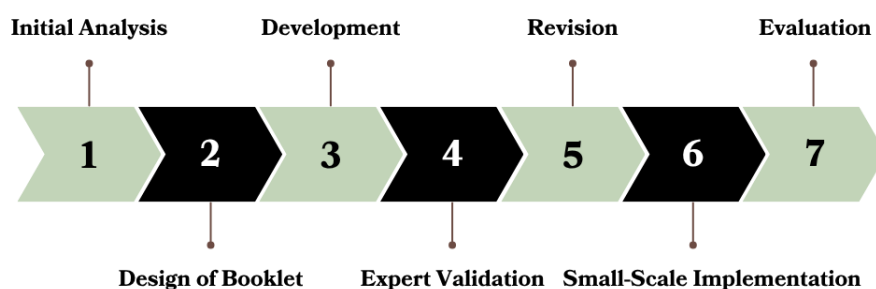 Initial Analysis
Development
Revision
Evaluation
1
2
3
4
5
6
7
Design of Booklet
Expert Validation
Small-Scale Implementation